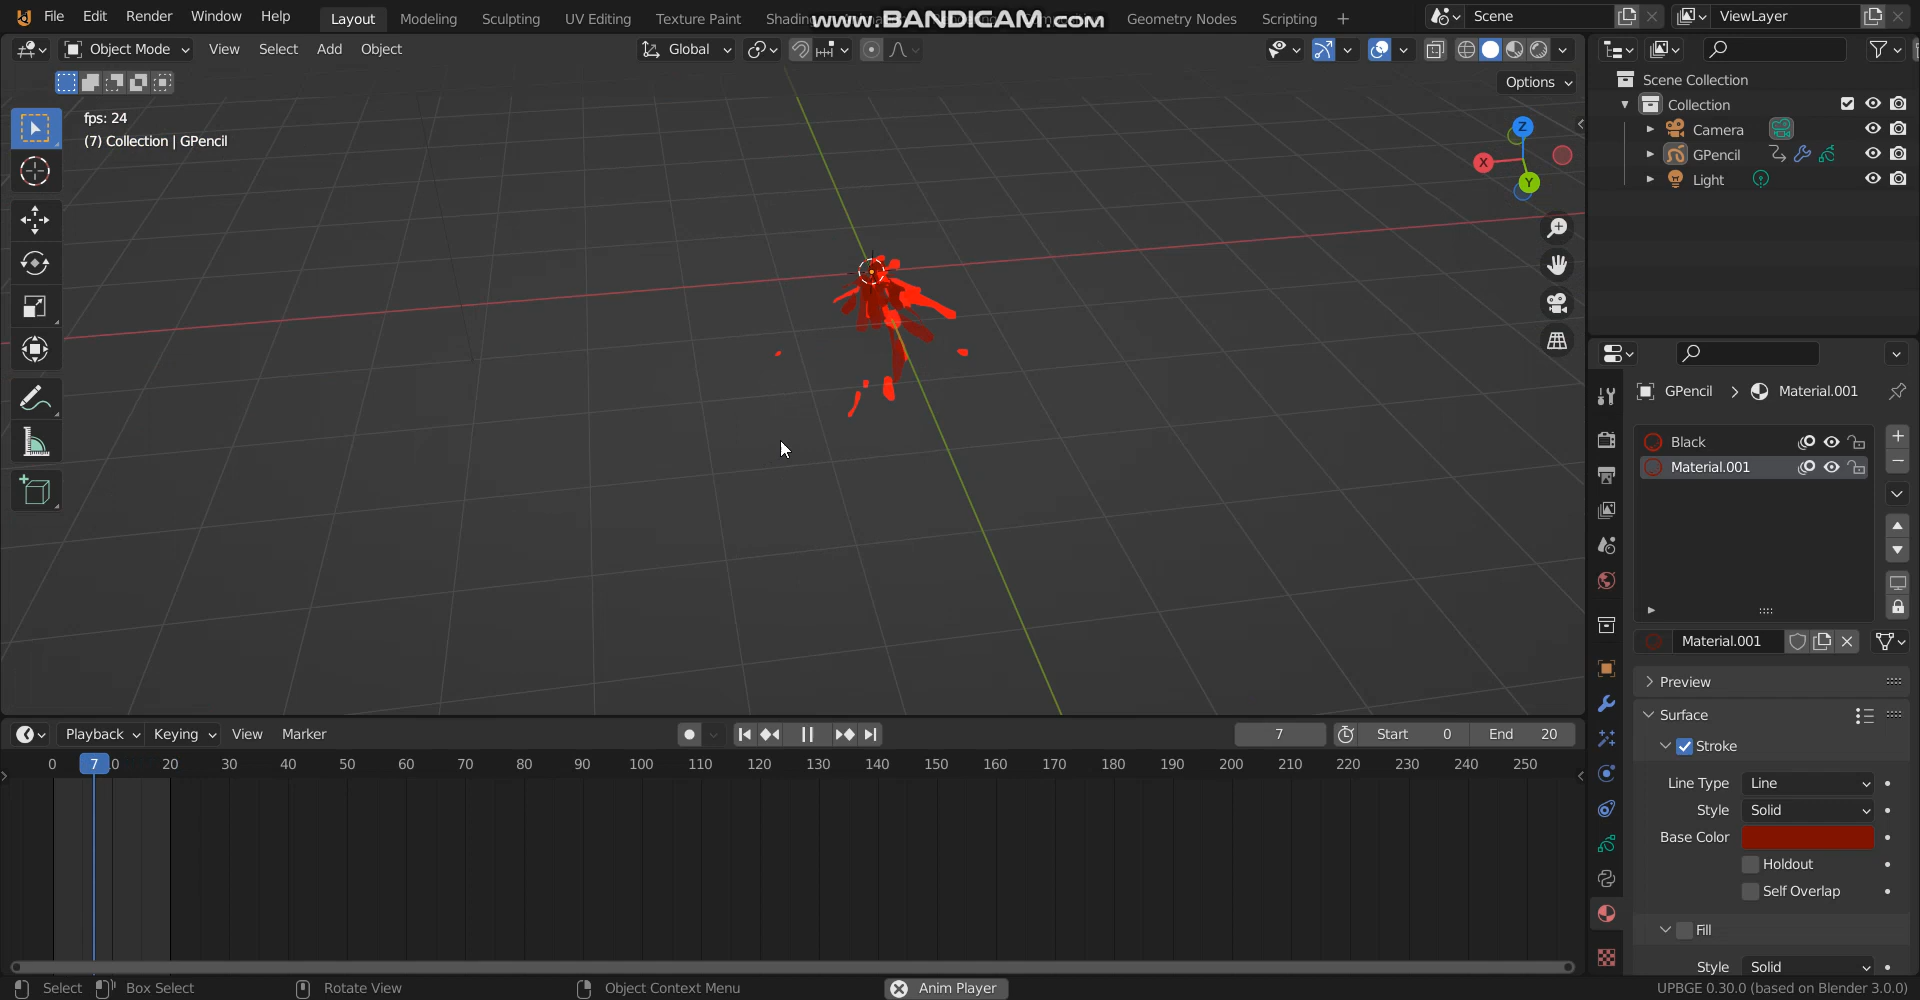 File Edit Render Window Help Layout Modeling Sculpting UV Editing Texture Paint Shading www.BANDICAM.com Geometry Nodes Scripting + Scene ViewLayer
Object Mode View Select Add Object Global
Options
fps: 24
(7) Collection | GPencil
Z
X
Y
Scene Collection
Collection
Camera
GPencil
Light
GPencil > Material.001
Black
Material.001
Material.001
Preview
Surface
Stroke
Line Type Line
Style Solid
Base Color
Holdout
Self Overlap
Fill
Style Solid
Playback Keying View Marker 7 Start 0 End 20
0 7 0 20 30 40 50 60 70 80 90 100 110 120 130 140 150 160 170 180 190 200 210 220 230 240 250
Select Box Select Rotate View Object Context Menu Anim Player UPBGE 0.30.0 (based on Blender 3.0.0)